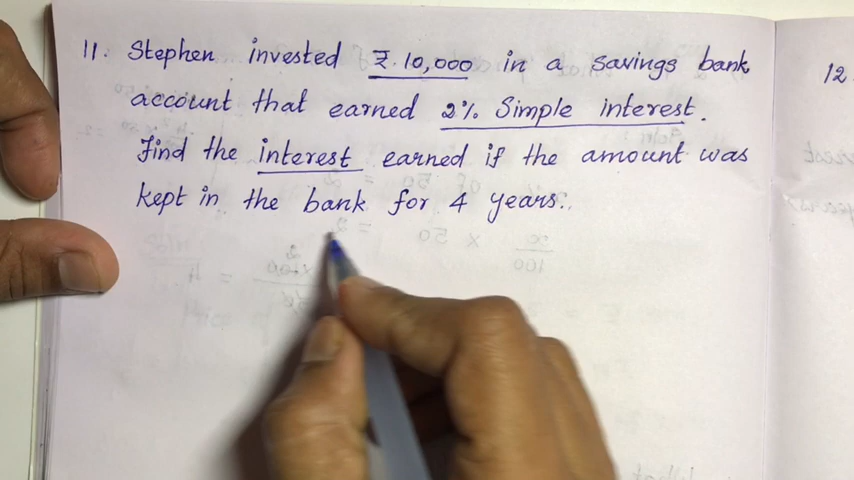 11. Stephen invested ₹. 10,000 in a savings bank
account that earned 2% Simple interest.
Find the interest earned if the amount was
kept in the bank for 4 years.
12